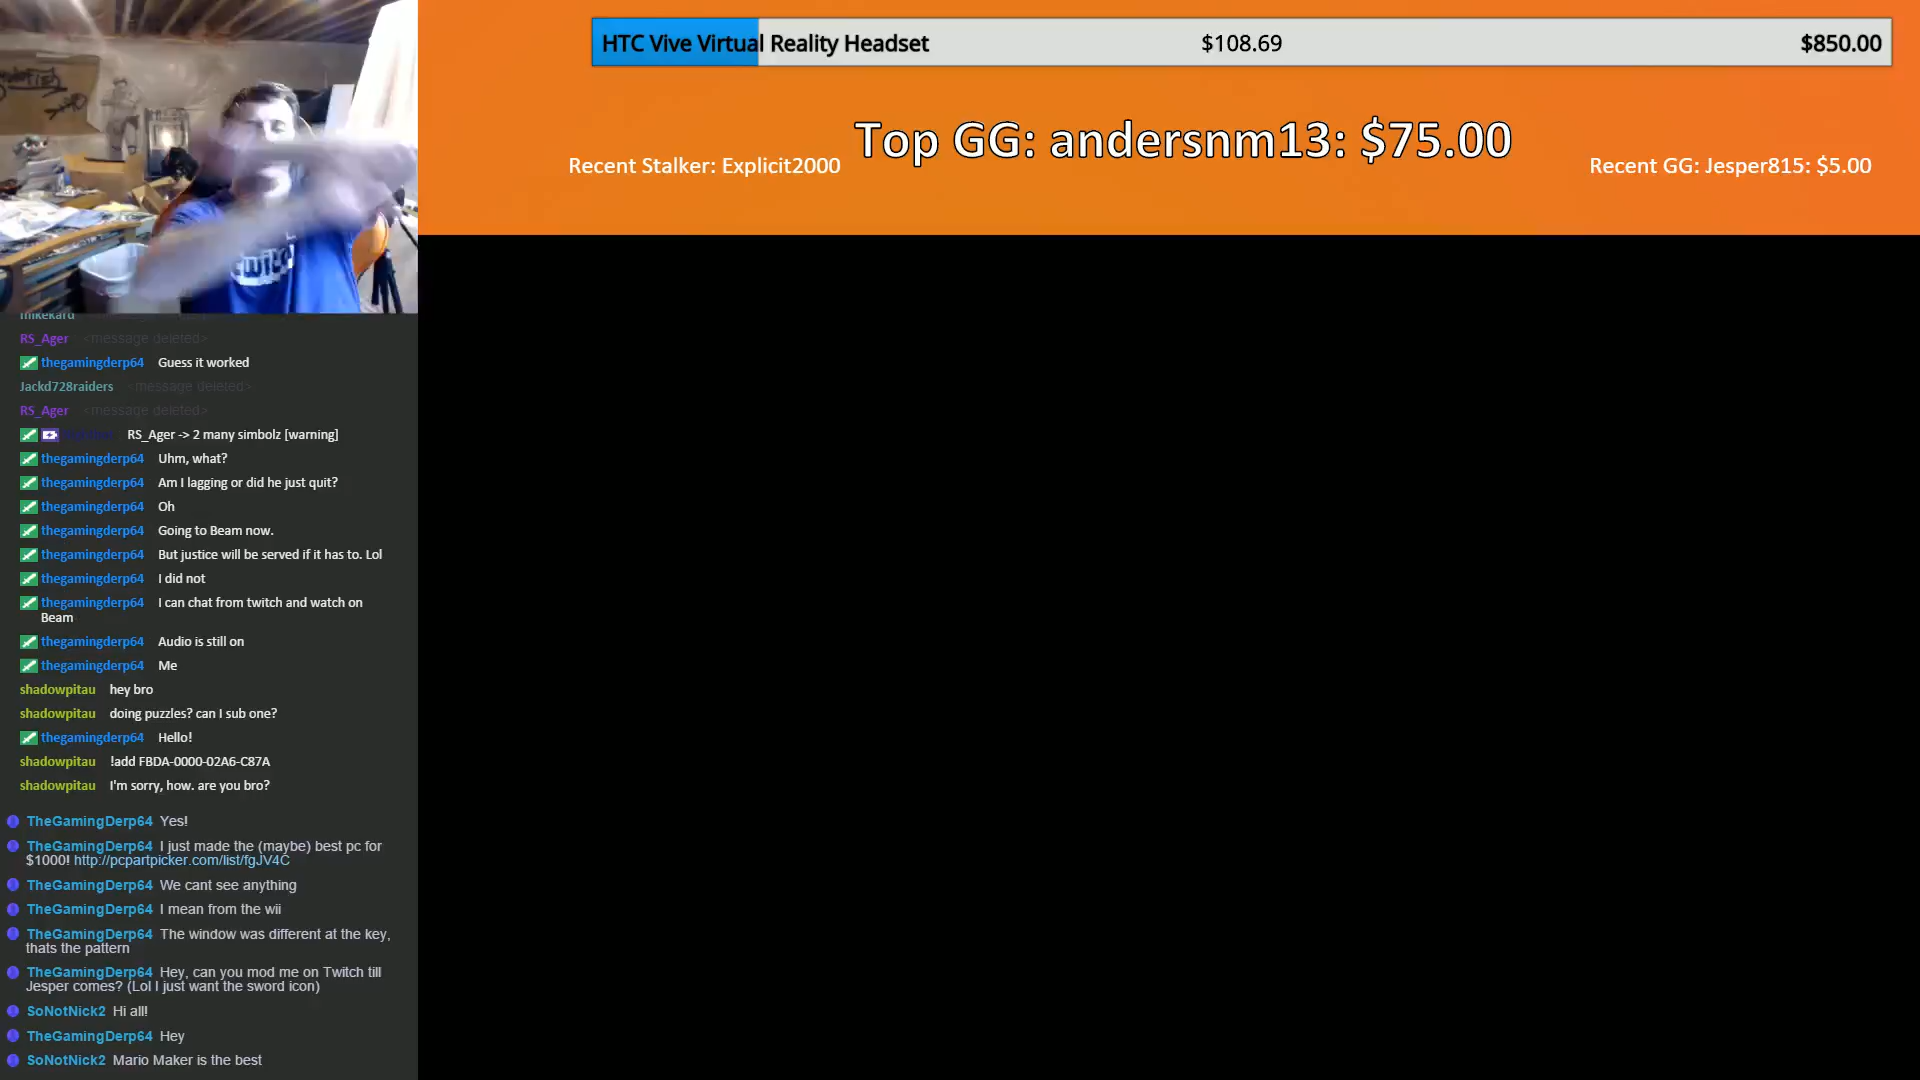 HTC Vive Virtual Reality Headset $108.69 $850.00
Top GG: andersnm13: $75.00
Recent Stalker: Explicit2000
Recent GG: Jesper815: $5.00
mikekard
RS_Ager <message deleted>
thegamingderp64 Guess it worked
Jackd728raiders <message deleted>
RS_Ager <message deleted>
RS_Ager -> 2 many simbolz [warning]
thegamingderp64 Uhm, what?
thegamingderp64 Am I lagging or did he just quit?
thegamingderp64 Oh
thegamingderp64 Going to Beam now.
thegamingderp64 But justice will be served if it has to. Lol
thegamingderp64 I did not
thegamingderp64 I can chat from twitch and watch on
Beam
thegamingderp64 Audio is still on
thegamingderp64 Me
shadowpitau hey bro
shadowpitau doing puzzles? can I sub one?
thegamingderp64 Hello!
shadowpitau !add FBDA-0000-02A6-C87A
shadowpitau I'm sorry, how. are you bro?
TheGamingDerp64 Yes!
TheGamingDerp64 I just made the (maybe) best pc for
$1000! http://pcpartpicker.com/list/fgJV4C
TheGamingDerp64 We cant see anything
TheGamingDerp64 I mean from the wii
TheGamingDerp64 The window was different at the key,
thats the pattern
TheGamingDerp64 Hey, can you mod me on Twitch till
Jesper comes? (Lol I just want the sword icon)
SoNotNick2 Hi all!
TheGamingDerp64 Hey
SoNotNick2 Mario Maker is the best